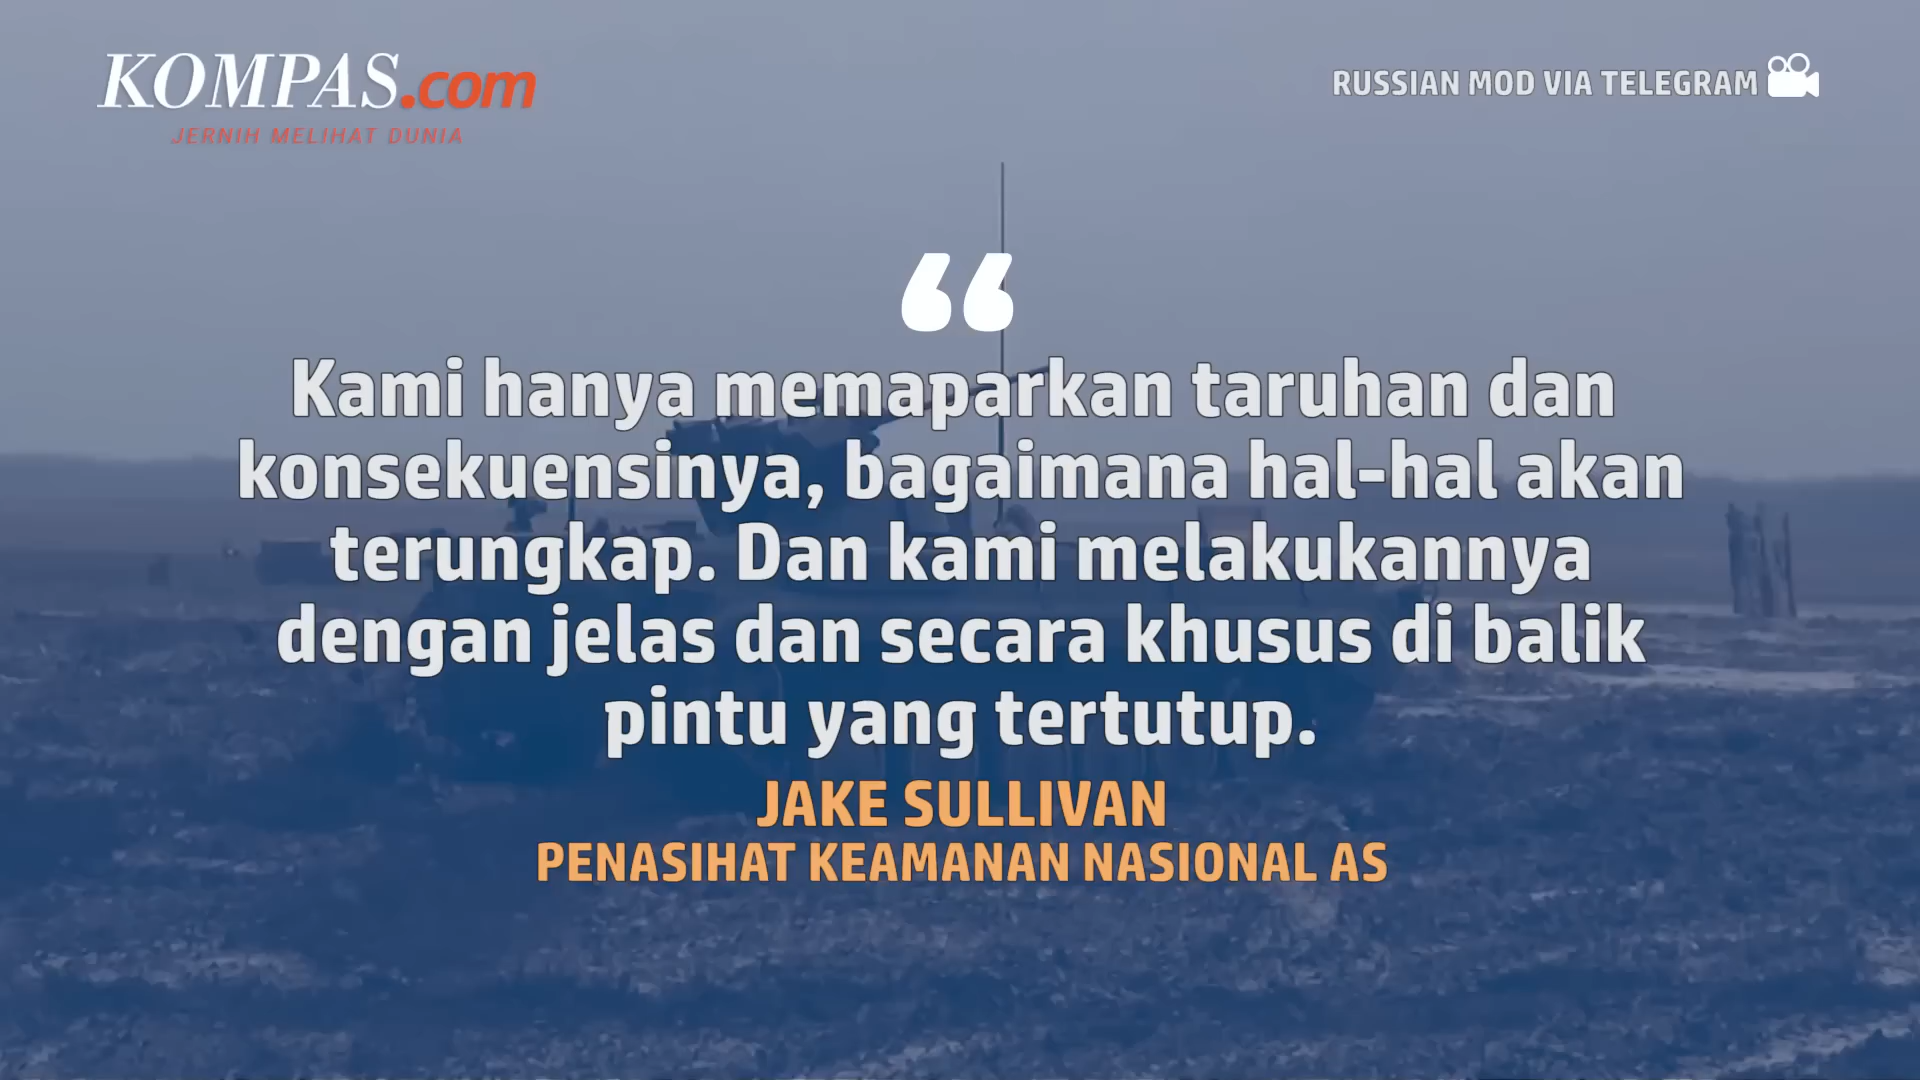 KOMPAS.com
JERNIH MELIHAT DUNIA
RUSSIAN MOD VIA TELEGRAM
“
Kami hanya memaparkan taruhan dan
konsekuensinya, bagaimana hal-hal akan
terungkap. Dan kami melakukannya
dengan jelas dan secara khusus di balik
pintu yang tertutup.
JAKE SULLIVAN
PENASIHAT KEAMANAN NASIONAL AS